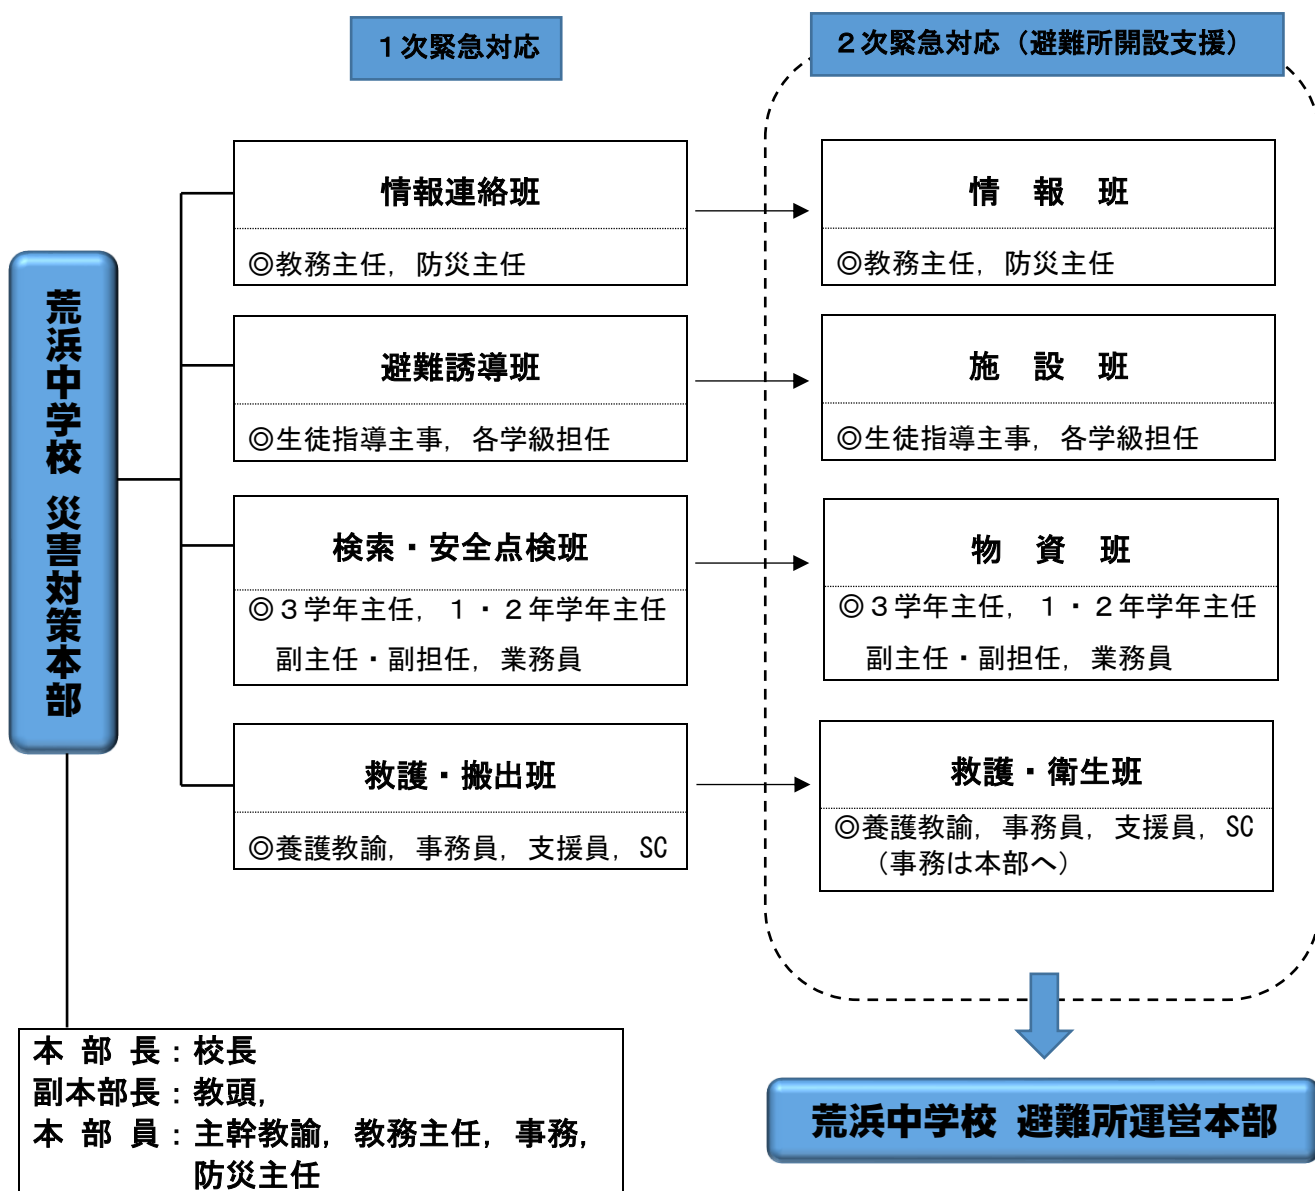 １次緊急対応
２次緊急対応（避難所開設支援）
荒浜中学校 災害対策本部
情報連絡班
◎教務主任，防災主任
情　報　班
◎教務主任，防災主任
避難誘導班
◎生徒指導主事，各学級担任
施　設　班
◎生徒指導主事，各学級担任
検索・安全点検班
◎３学年主任，１・２年学年主任
副主任・副担任，業務員
物　資　班
◎３学年主任，１・２年学年主任
副主任・副担任，業務員
救護・搬出班
◎養護教諭，事務員，支援員，SC
救護・衛生班
◎養護教諭，事務員，支援員，SC
（事務は本部へ）
本 部 長：校長
副本部長：教頭，
本 部 員：主幹教諭，教務主任，事務，
防災主任
荒浜中学校 避難所運営本部